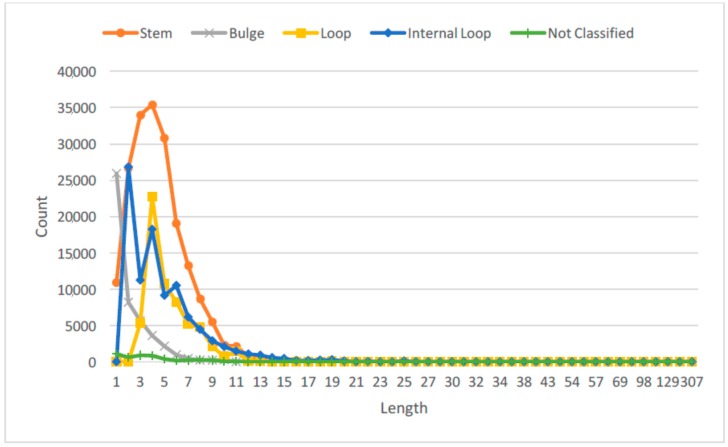 Stem Bulge Loop Internal Loop Not Classified
40000
35000
30000
25000
20000
15000
10000
5000
0
Count
1 3 5 7 9 11 13 15 17 19 21 23 25 27 30 32 34 38 43 54 57 69 98 129 307
Length